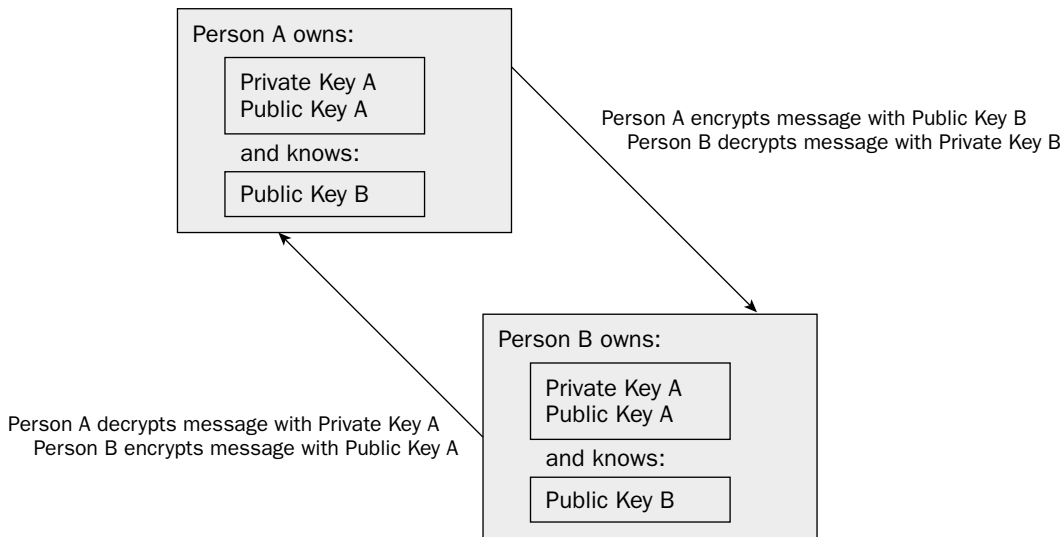 Person A owns:
Private Key A
Public Key A
and knows:
Public Key B
Person A encrypts message with Public Key B
Person B decrypts message with Private Key B
Person B owns:
Private Key A
Public Key A
and knows:
Public Key B
Person A decrypts message with Private Key A
Person B encrypts message with Public Key A